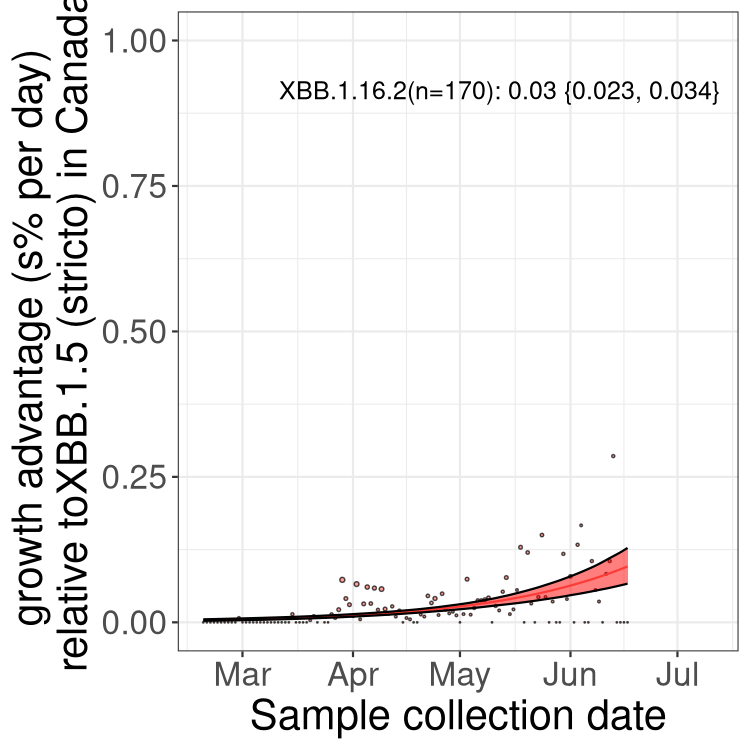 growth advantage (s% per day)
relative toXBB.1.5 (stricto) in Canada
1.00
0.75
0.50
0.25
0.00
XBB.1.16.2(n=170): 0.03 {0.023, 0.034}
Mar Apr May Jun Jul
Sample collection date